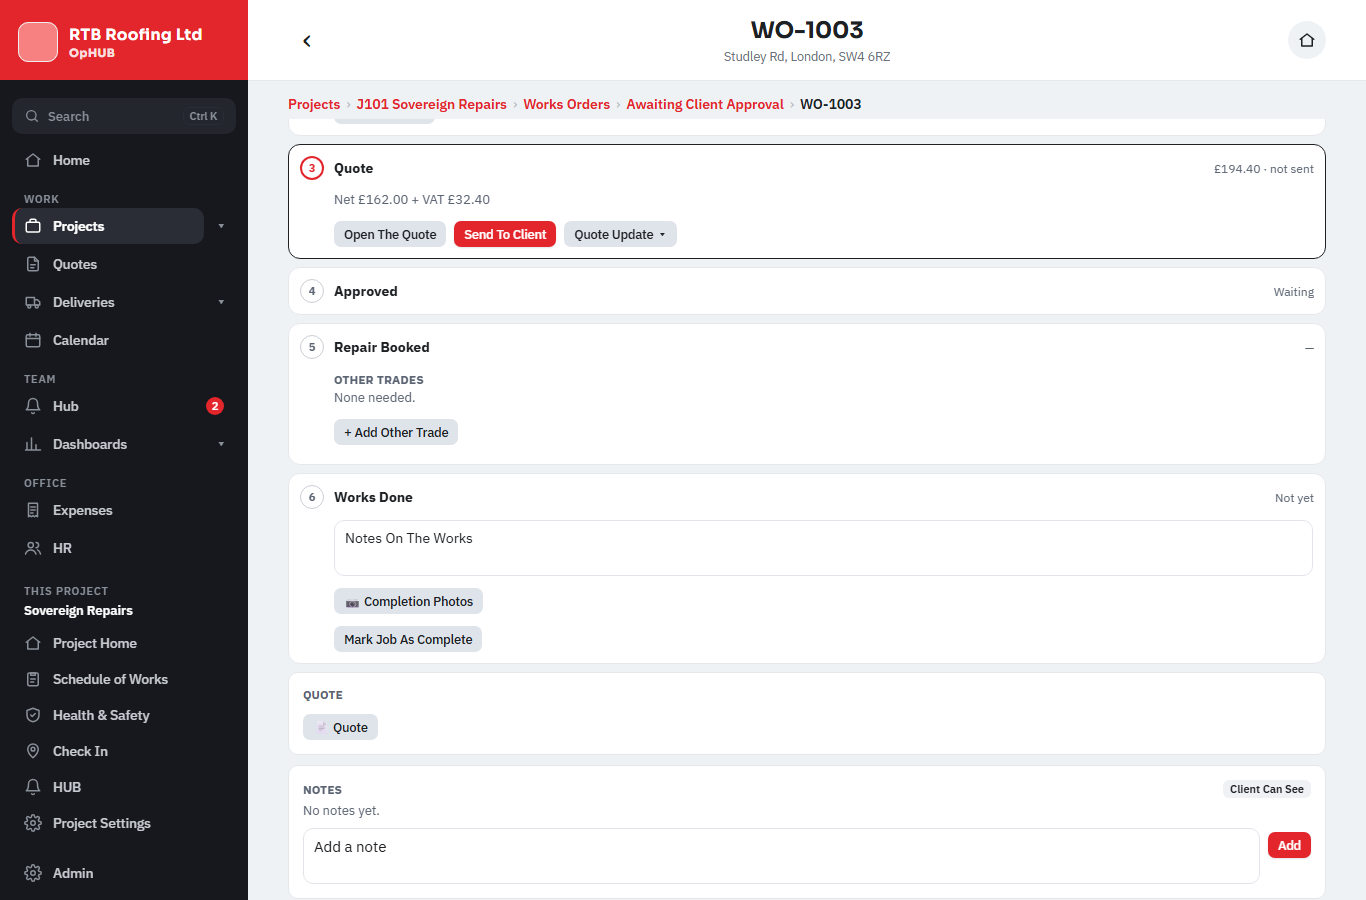 RTB Roofing Ltd
OpHUB
Search
Ctrl K
Home
WORK
Projects
Quotes
Deliveries
Calendar
TEAM
Hub
2
Dashboards
OFFICE
Expenses
HR
THIS PROJECT
Sovereign Repairs
Project Home
Schedule of Works
Health & Safety
Check In
HUB
Project Settings
Admin
WO-1003
Studley Rd, London, SW4 6RZ
Projects › J101 Sovereign Repairs › Works Orders › Awaiting Client Approval › WO-1003
3 Quote £194.40 · not sent
Net £162.00 + VAT £32.40
Open The Quote Send To Client Quote Update
4 Approved Waiting
5 Repair Booked –
OTHER TRADES
None needed.
+ Add Other Trade
6 Works Done Not yet
Notes On The Works
Completion Photos
Mark Job As Complete
QUOTE
Quote
NOTES Client Can See
No notes yet.
Add a note Add